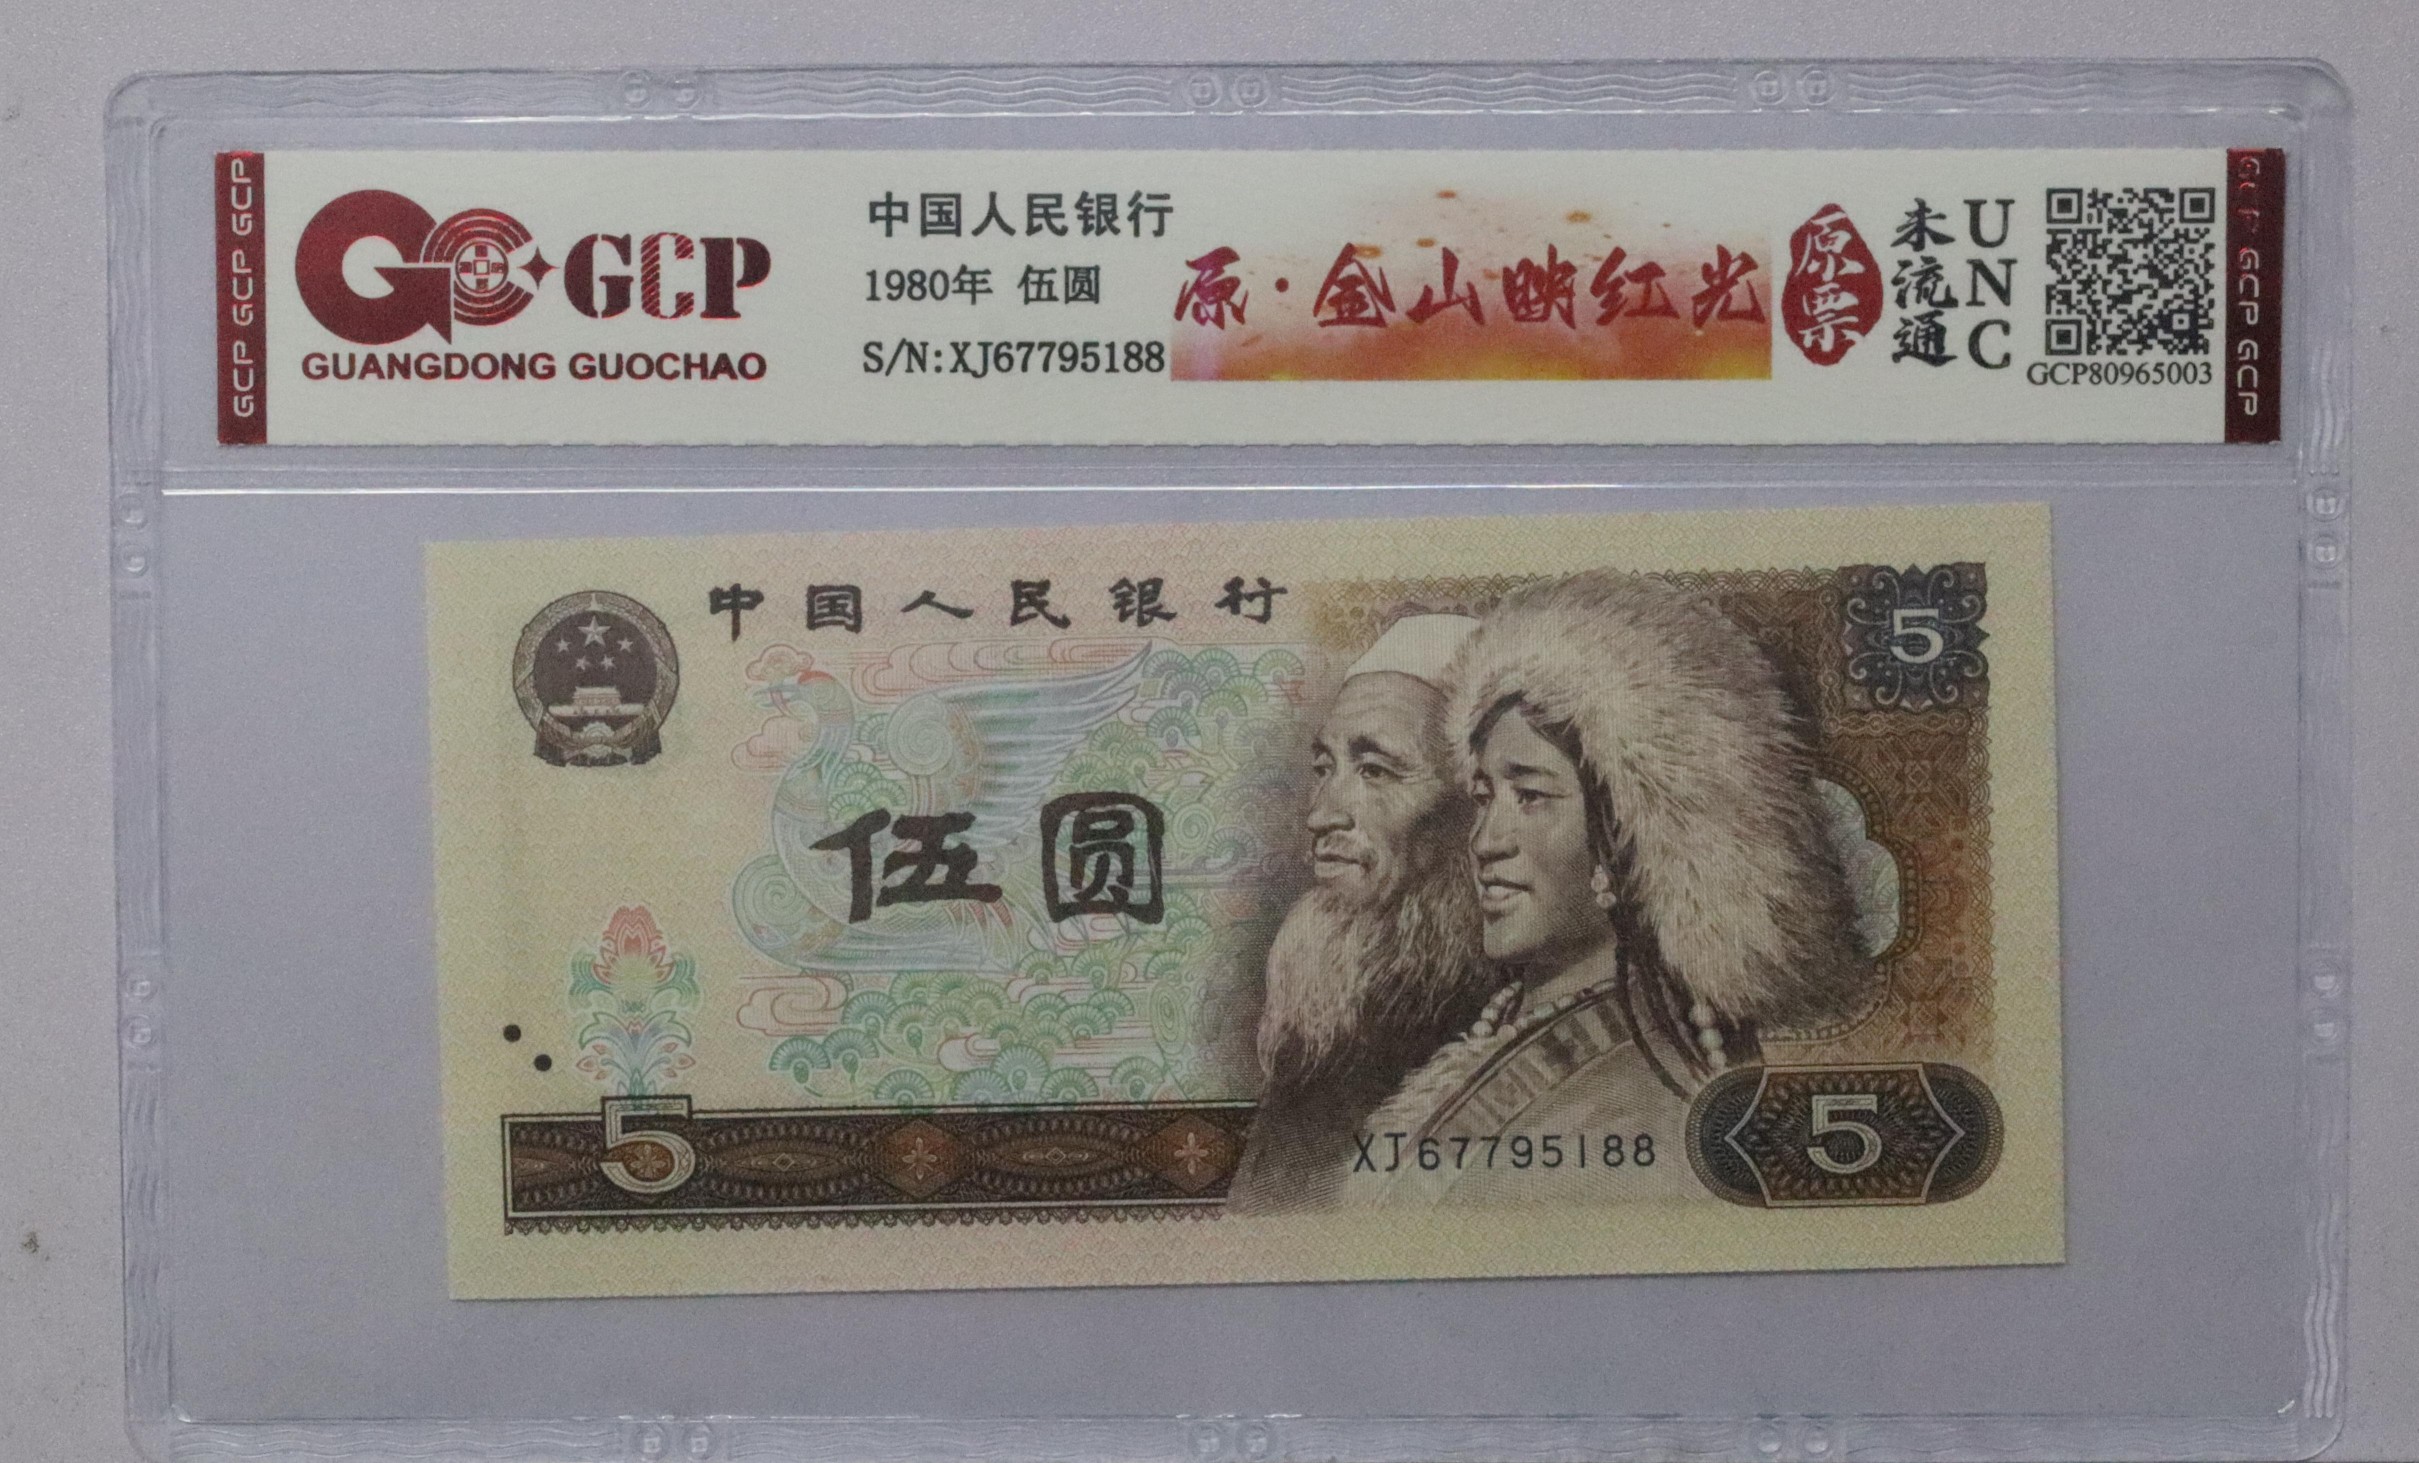 GCP GCP GCP
GCP
GUANGDONG GUOCHAO
中国人民银行
1980年 伍圆
S/N:XJ67795188
原·金山映红光
原票
未流通
UNC
GCP80965003
GCP GCP GCP
中国人民银行
5
伍圆
5
XJ67795188
5